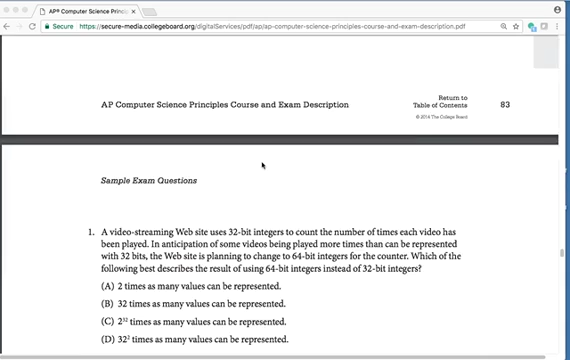 AP® Computer Science Princi
Secure https://secure-media.collegeboard.org/digitalServices/pdf/ap/ap-computer-science-principles-course-and-exam-description.pdf
Return to
AP Computer Science Principles Course and Exam Description Table of Contents 83
© 2014 The College Board
Sample Exam Questions
1. A video-streaming Web site uses 32-bit integers to count the number of times each video has
been played. In anticipation of some videos being played more times than can be represented
with 32 bits, the Web site is planning to change to 64-bit integers for the counter. Which of the
following best describes the result of using 64-bit integers instead of 32-bit integers?
(A) 2 times as many values can be represented.
(B) 32 times as many values can be represented.
(C) 2³² times as many values can be represented.
(D) 32² times as many values can be represented.